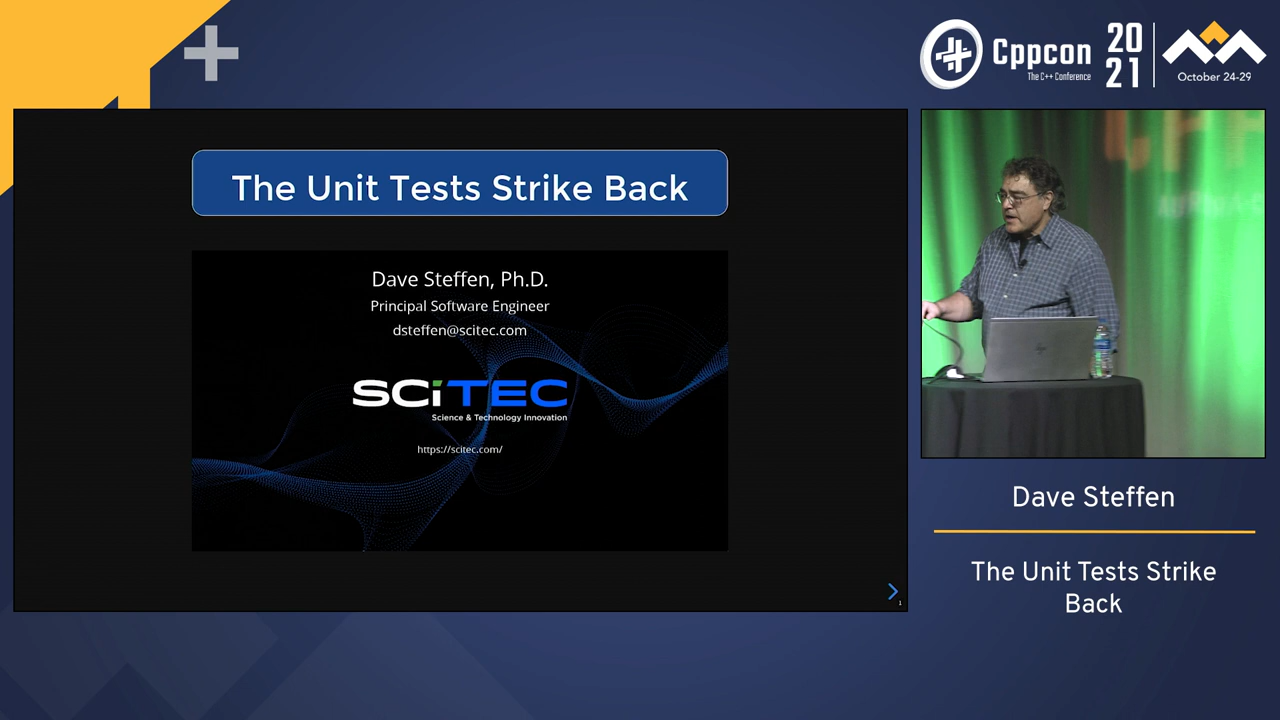 Cppcon
The C++ Conference
20
21
October 24-29
The Unit Tests Strike Back
Dave Steffen, Ph.D.
Principal Software Engineer
dsteffen@scitec.com
SCiTEC
Science & Technology Innovation
https://scitec.com/
1
Dave Steffen
The Unit Tests Strike
Back